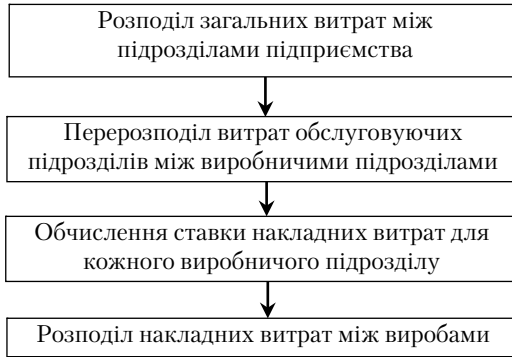 Розподіл загальних витрат між
підрозділами підприємства
Перерозподіл витрат обслуговуючих
підрозділів між виробничими підрозділами
Обчислення ставки накладних витрат для
кожного виробничого підрозділу
Розподіл накладних витрат між виробами